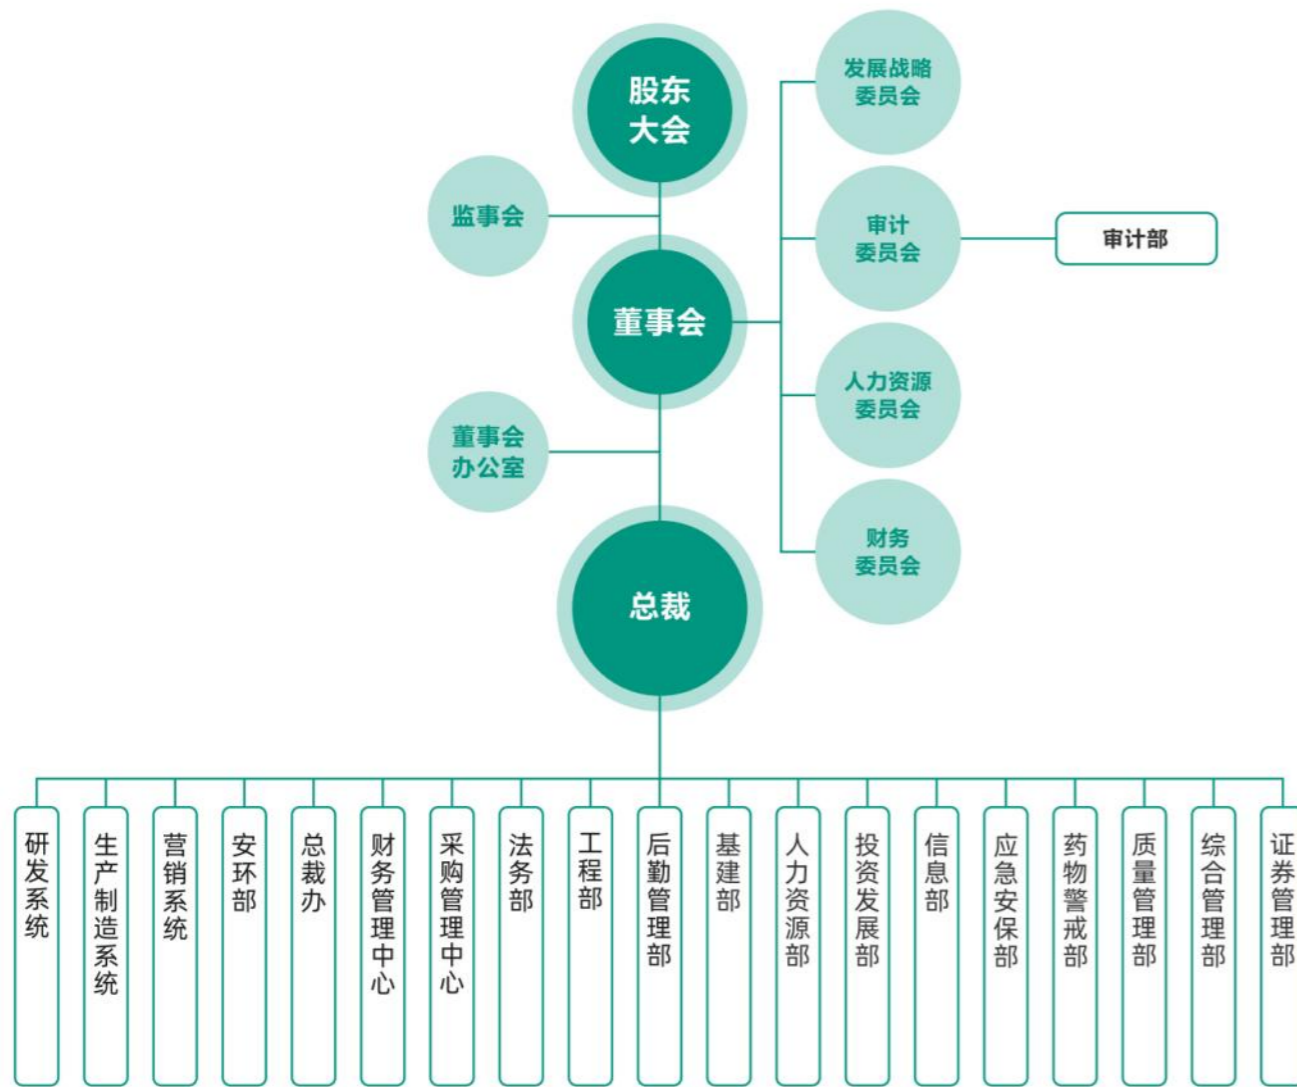 股东
大会
发展战略
委员会
监事会
审计
委员会
审计部
董事会
人力资源
委员会
董事会
办公室
财务
委员会
总裁
研发系统
生产制造系统
营销系统
安环部
总裁办
财务管理中心
采购管理中心
法务部
工程部
后勤管理部
基建部
人力资源部
投资发展部
信息部
应急安保部
药物警戒部
质量管理部
综合管理部
证券管理部